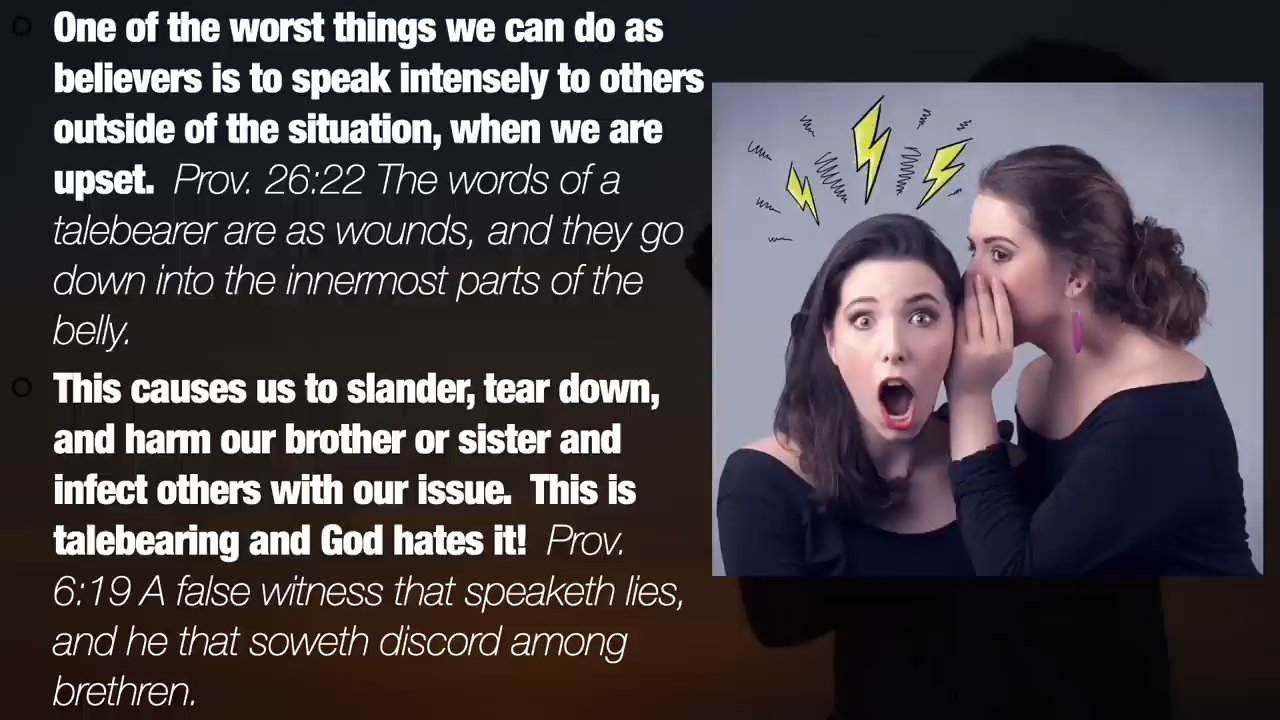 One of the worst things we can do as
believers is to speak intensely to others
outside of the situation, when we are
upset. Prov. 26:22 The words of a
talebearer are as wounds, and they go
down into the innermost parts of the
belly.
This causes us to slander, tear down,
and harm our brother or sister and
infect others with our issue. This is
talebearing and God hates it! Prov.
6:19 A false witness that speaketh lies,
and he that soweth discord among
brethren.